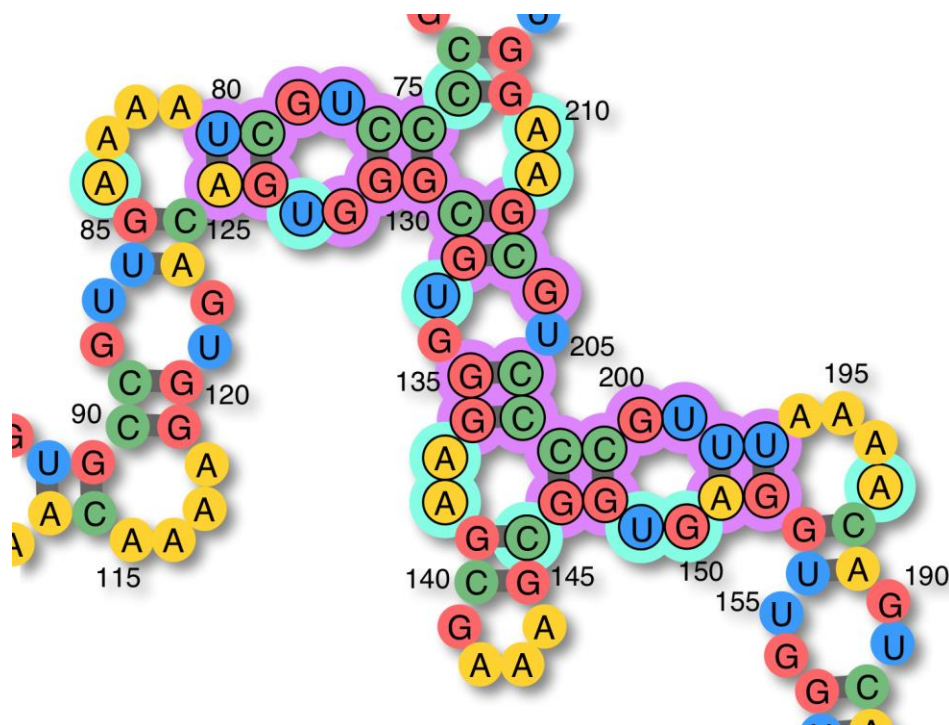 G U
C G
80 75 C G
A A G U 210
A U C C C A
A A G G G A
U G C G
85 G C 125 130
U A G C
U G U G
G U G U 205
C G 120 135 G C 200 195
90 C G G C G U A A
G U G A A C C U U A
A C A A G G A G A
A A A U G
G C G C
115 140 C G 145 150 U A 190
155 U G
G A U
A A G
G C
U A